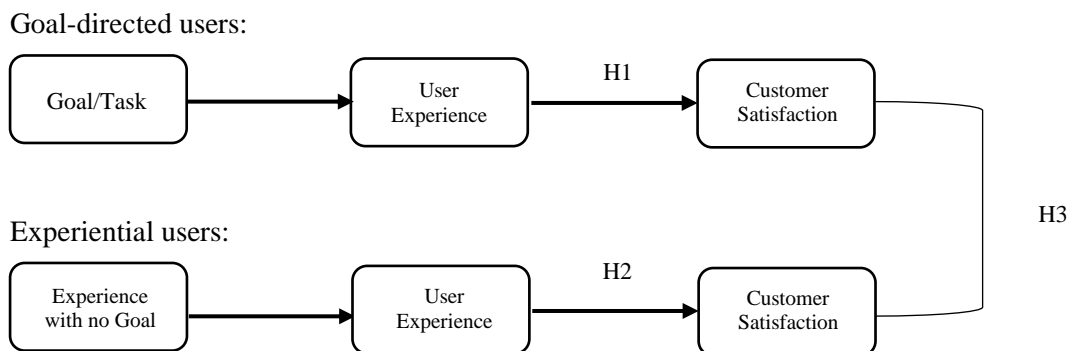 Goal-directed users:
Goal/Task
User
Experience
H1
Customer
Satisfaction
H3
Experiential users:
Experience
with no Goal
User
Experience
H2
Customer
Satisfaction